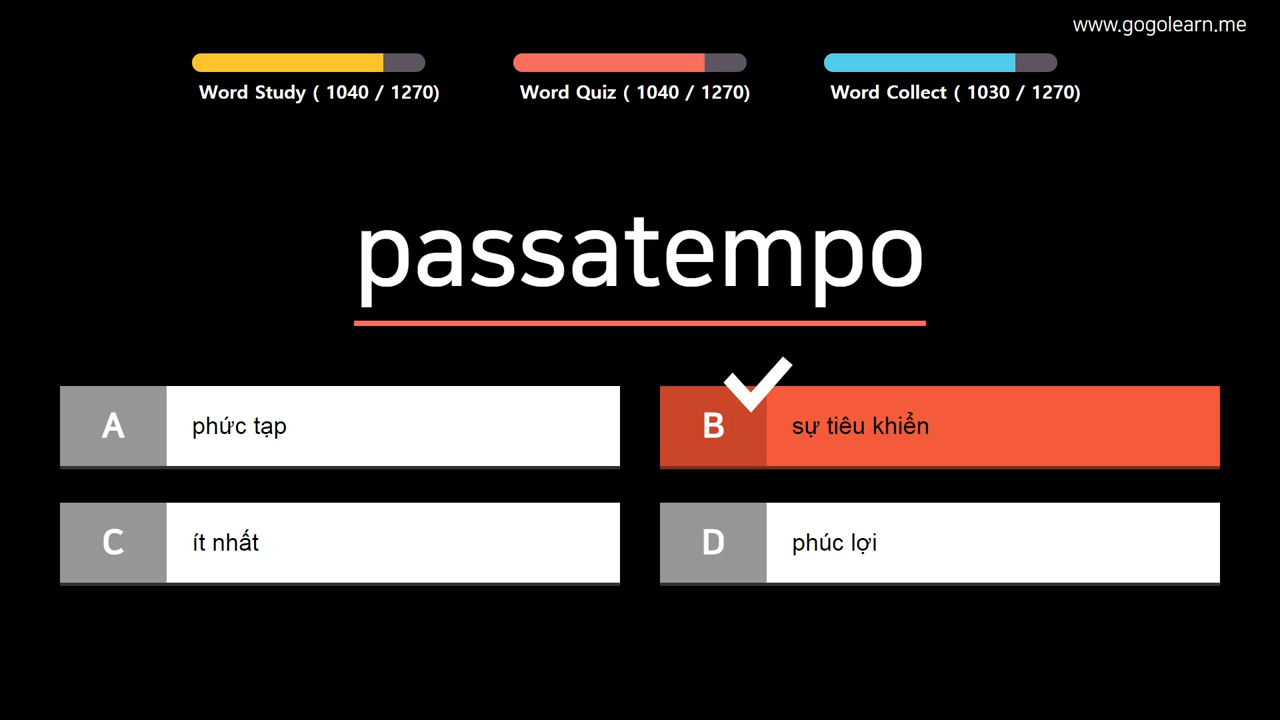 www.gogolearn.me
Word Study ( 1040 / 1270)
Word Quiz ( 1040 / 1270)
Word Collect ( 1030 / 1270)
passatempo
A phức tạp
B sự tiêu khiển
C ít nhất
D phúc lợi